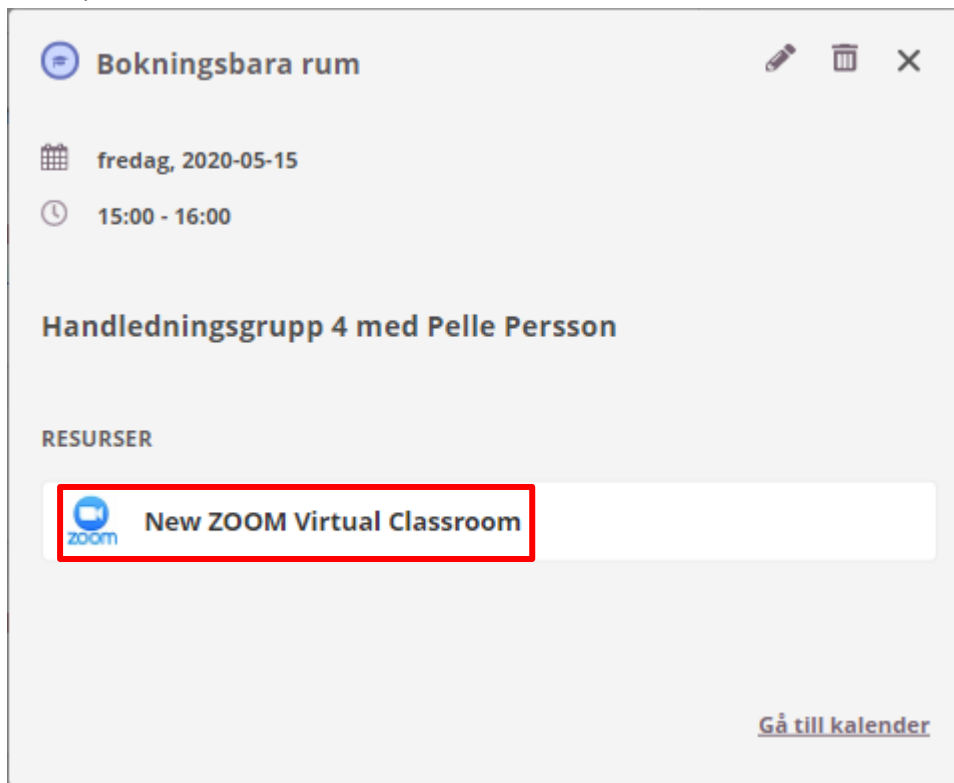 Bokningsbara rum
fredag, 2020-05-15
15:00 - 16:00
Handledningsgrupp 4 med Pelle Persson
RESURSER
zoom New ZOOM Virtual Classroom
Gå till kalender